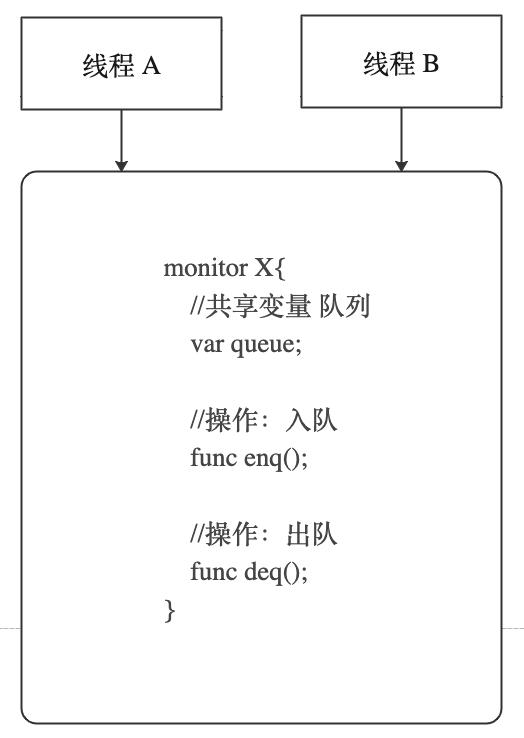 线程 A
线程 B
monitor X{
//共享变量 队列
var queue;
//操作：入队
func enq();
//操作：出队
func deq();
}